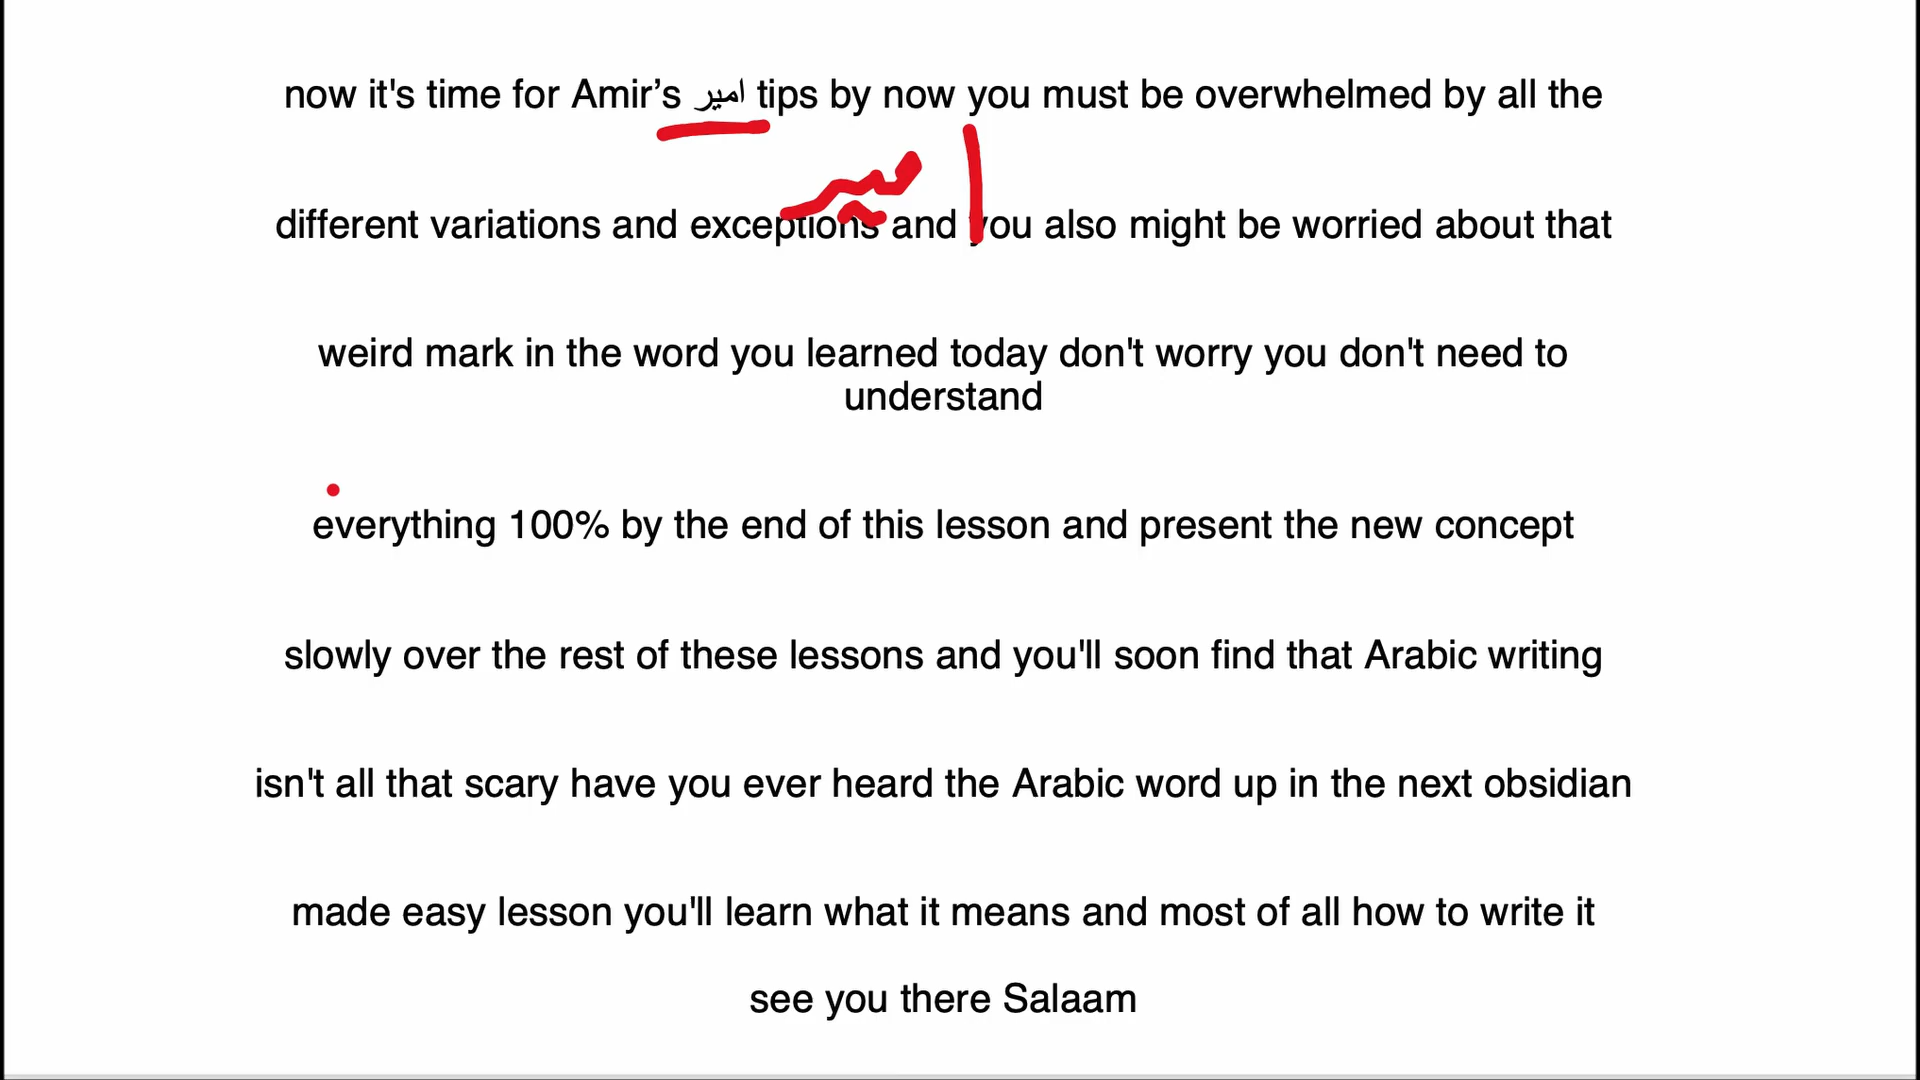 now it's time for Amir’s امیر tips by now you must be overwhelmed by all the
امیر
different variations and exceptions and you also might be worried about that
weird mark in the word you learned today don't worry you don't need to
understand
everything 100% by the end of this lesson and present the new concept
slowly over the rest of these lessons and you'll soon find that Arabic writing
isn't all that scary have you ever heard the Arabic word up in the next obsidian
made easy lesson you'll learn what it means and most of all how to write it
see you there Salaam